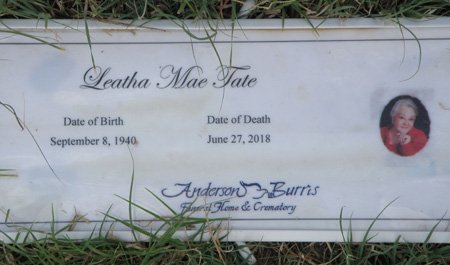 Leatha Mae Tate
Date of Birth
Date of Death
September 8, 1940
June 27, 2018
Anderson Burris
Funeral Home & Crematory